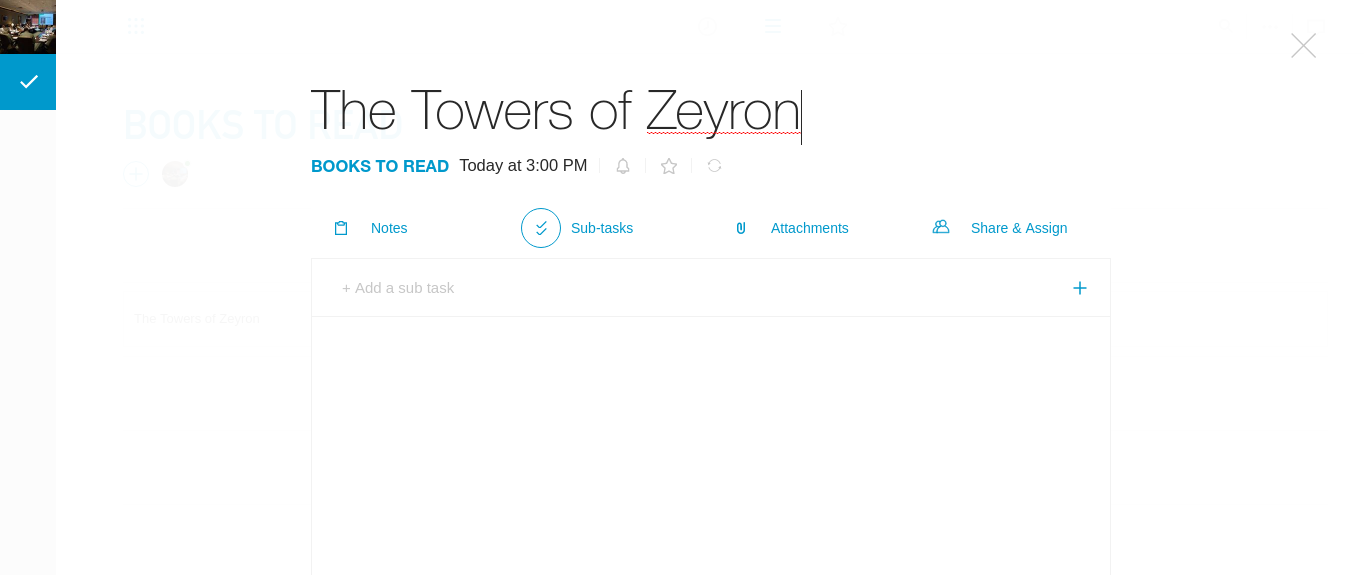 The Towers of Zeyron
BOOKS TO READ
BOOKS TO READ Today at 3:00 PM
Notes
Sub-tasks
Attachments
Share & Assign
+ Add a sub task
The Towers of Zeyron